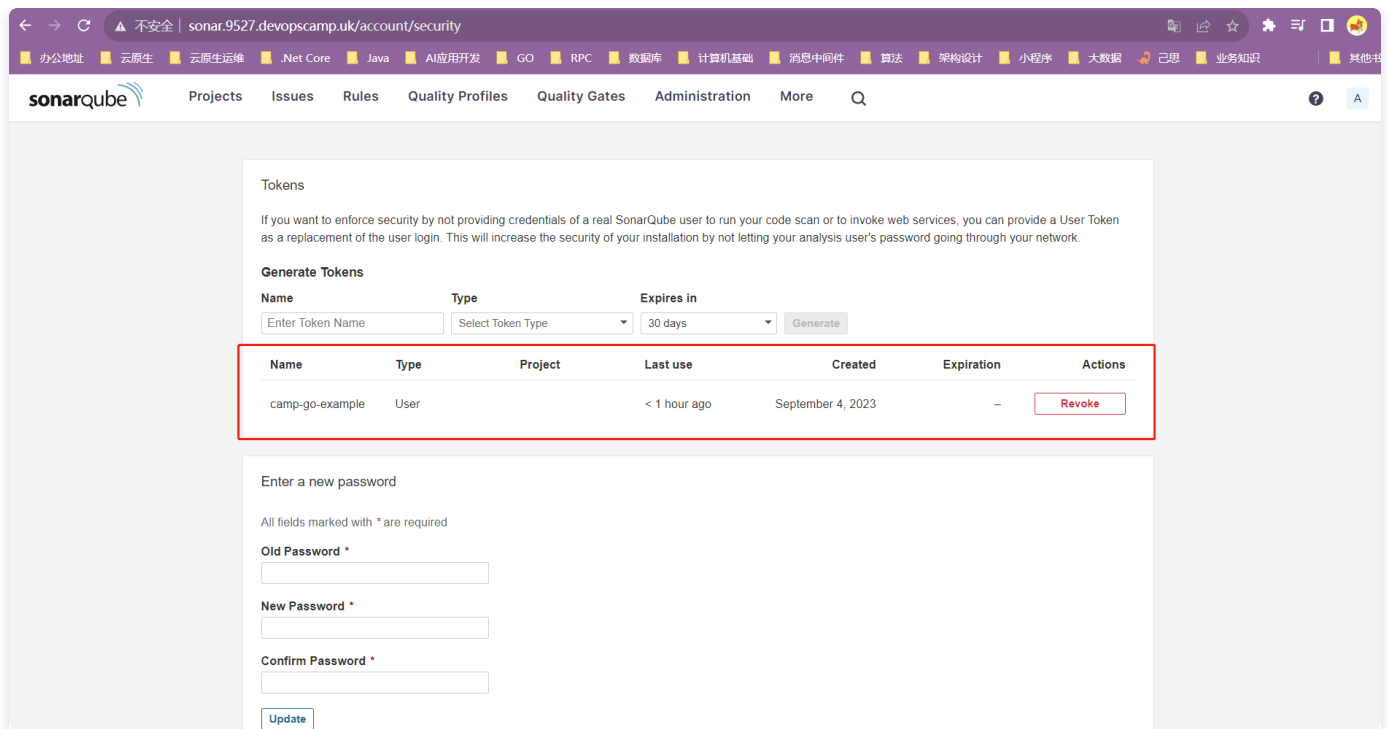 不安全 sonar.9527.devopscamp.uk/account/security
办公地址 云原生 云原生运维 .Net Core Java AI应用开发 GO RPC 数据库 计算机基础 消息中间件 算法 架构设计 小程序 大数据 己思 业务知识 其他书
sonarqube Projects Issues Rules Quality Profiles Quality Gates Administration More ? A
Tokens
If you want to enforce security by not providing credentials of a real SonarQube user to run your code scan or to invoke web services, you can provide a User Token
as a replacement of the user login. This will increase the security of your installation by not letting your analysis user's password going through your network.
Generate Tokens
Name Type Expires in
Enter Token Name Select Token Type 30 days Generate
Name Type Project Last use Created Expiration Actions
camp-go-example User < 1 hour ago September 4, 2023 – Revoke
Enter a new password
All fields marked with * are required
Old Password *
New Password *
Confirm Password *
Update